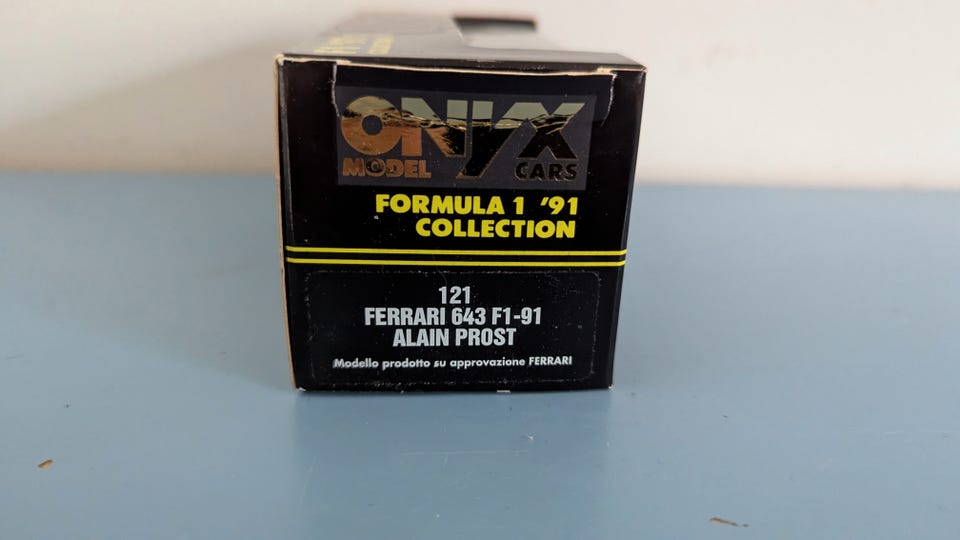 ONYX
MODEL CARS
FORMULA 1 '91
COLLECTION
121
FERRARI 643 F1-91
ALAIN PROST
Modello prodotto su approvazione FERRARI